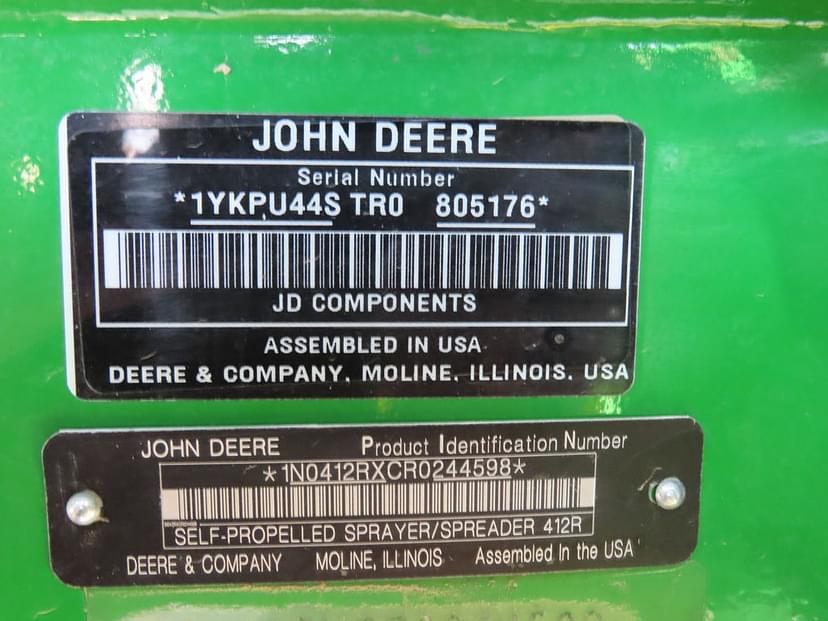 JOHN DEERE
Serial Number
*1YKPU44S TR0 805176*
JD COMPONENTS
ASSEMBLED IN USA
DEERE & COMPANY, MOLINE, ILLINOIS. USA
JOHN DEERE Product Identification Number
*1N0412RXCR0244598*
SELF-PROPELLED SPRAYER/SPREADER 412R
DEERE & COMPANY MOLINE, ILLINOIS Assembled In the USA